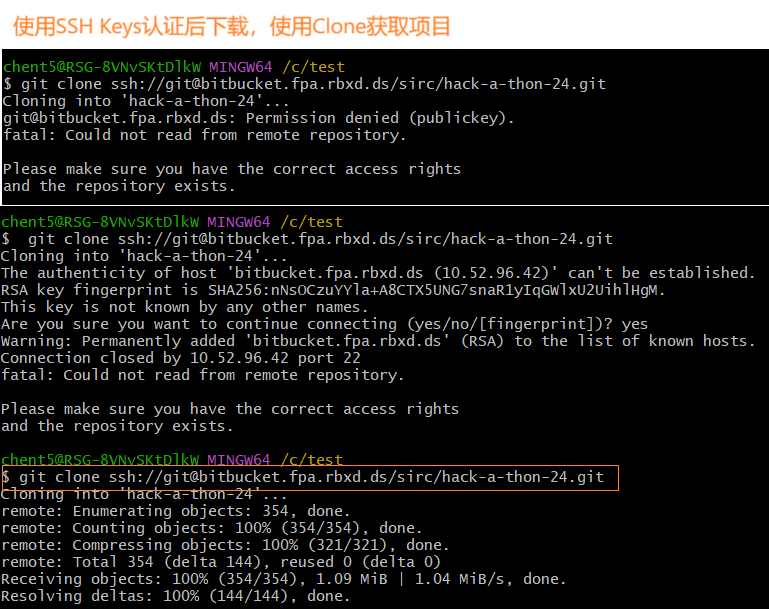 使用SSH Keys认证后下载，使用Clone获取项目
chent5@RSG-8VNvSKtDlkW MINGW64 /c/test
$ git clone ssh://git@bitbucket.fpa.rbxd.ds/sirc/hack-a-thon-24.git
Cloning into 'hack-a-thon-24'...
git@bitbucket.fpa.rbxd.ds: Permission denied (publickey).
fatal: Could not read from remote repository.
Please make sure you have the correct access rights
and the repository exists.
chent5@RSG-8VNvSKtDlkW MINGW64 /c/test
$  git clone ssh://git@bitbucket.fpa.rbxd.ds/sirc/hack-a-thon-24.git
Cloning into 'hack-a-thon-24'...
The authenticity of host 'bitbucket.fpa.rbxd.ds (10.52.96.42)' can't be established.
RSA key fingerprint is SHA256:nNsOCzuYYla+A8CTX5UNG7snaR1yIqGWlxU2UihlHgM.
This key is not known by any other names.
Are you sure you want to continue connecting (yes/no/[fingerprint])? yes
Warning: Permanently added 'bitbucket.fpa.rbxd.ds' (RSA) to the list of known hosts.
Connection closed by 10.52.96.42 port 22
fatal: Could not read from remote repository.
Please make sure you have the correct access rights
and the repository exists.
chent5@RSG-8VNvSKtDlkW MINGW64 /c/test
$ git clone ssh://git@bitbucket.fpa.rbxd.ds/sirc/hack-a-thon-24.git
Cloning into 'hack-a-thon-24'...
remote: Enumerating objects: 354, done.
remote: Counting objects: 100% (354/354), done.
remote: Compressing objects: 100% (321/321), done.
remote: Total 354 (delta 144), reused 0 (delta 0)
Receiving objects: 100% (354/354), 1.09 MiB | 1.04 MiB/s, done.
Resolving deltas: 100% (144/144), done.